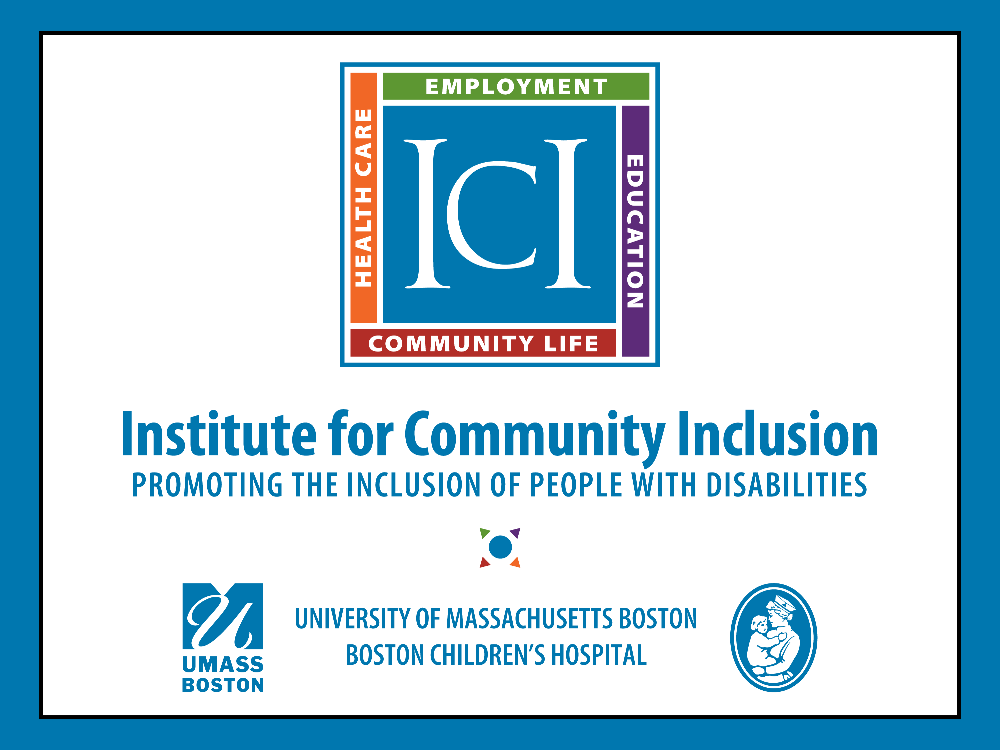 EMPLOYMENT
HEALTH CARE
ICI
EDUCATION
COMMUNITY LIFE
Institute for Community Inclusion
PROMOTING THE INCLUSION OF PEOPLE WITH DISABILITIES
UMASS
BOSTON
UNIVERSITY OF MASSACHUSETTS BOSTON
BOSTON CHILDREN'S HOSPITAL